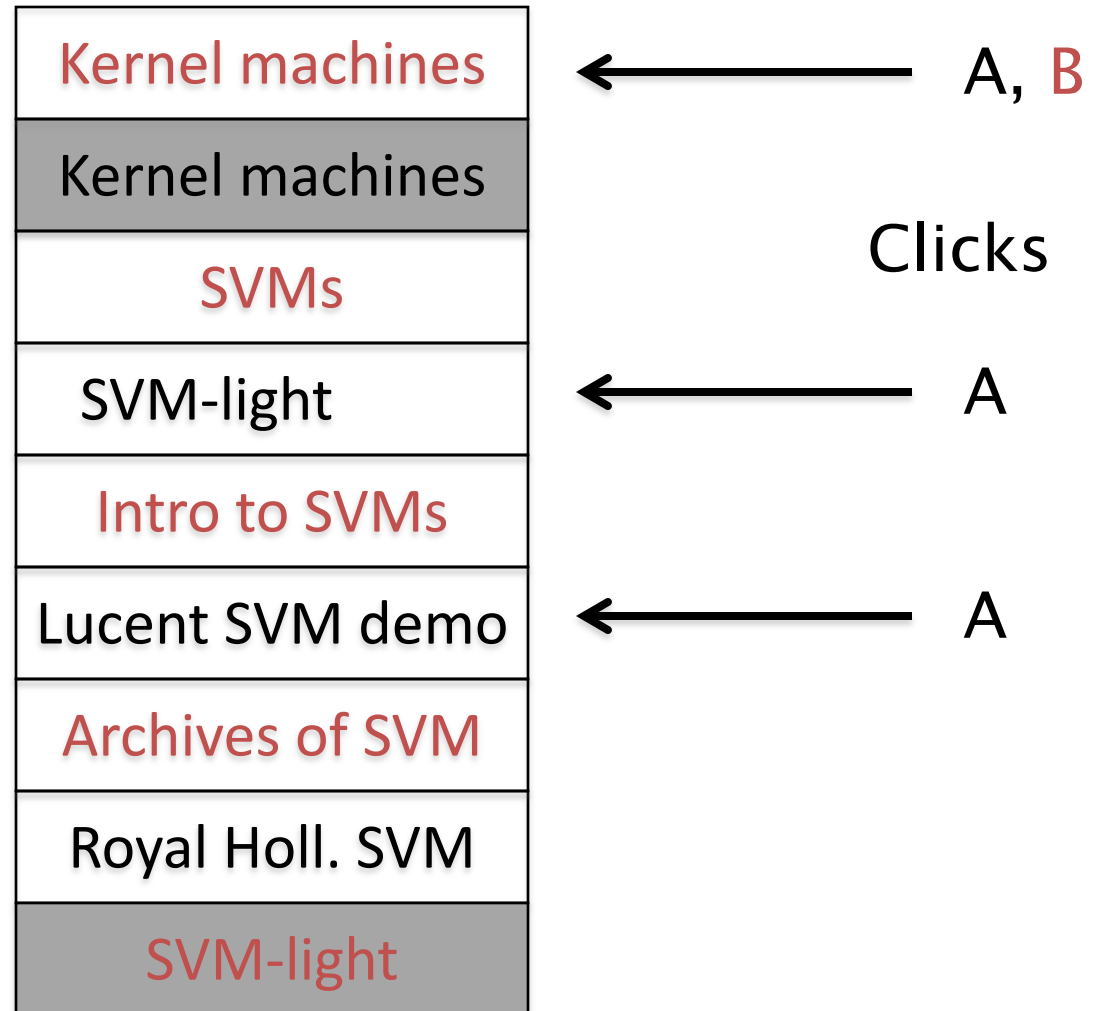 Kernel machines
A, B
Kernel machines
Clicks
SVMs
SVM-light
A
Intro to SVMs
Lucent SVM demo
A
Archives of SVM
Royal Holl. SVM
SVM-light